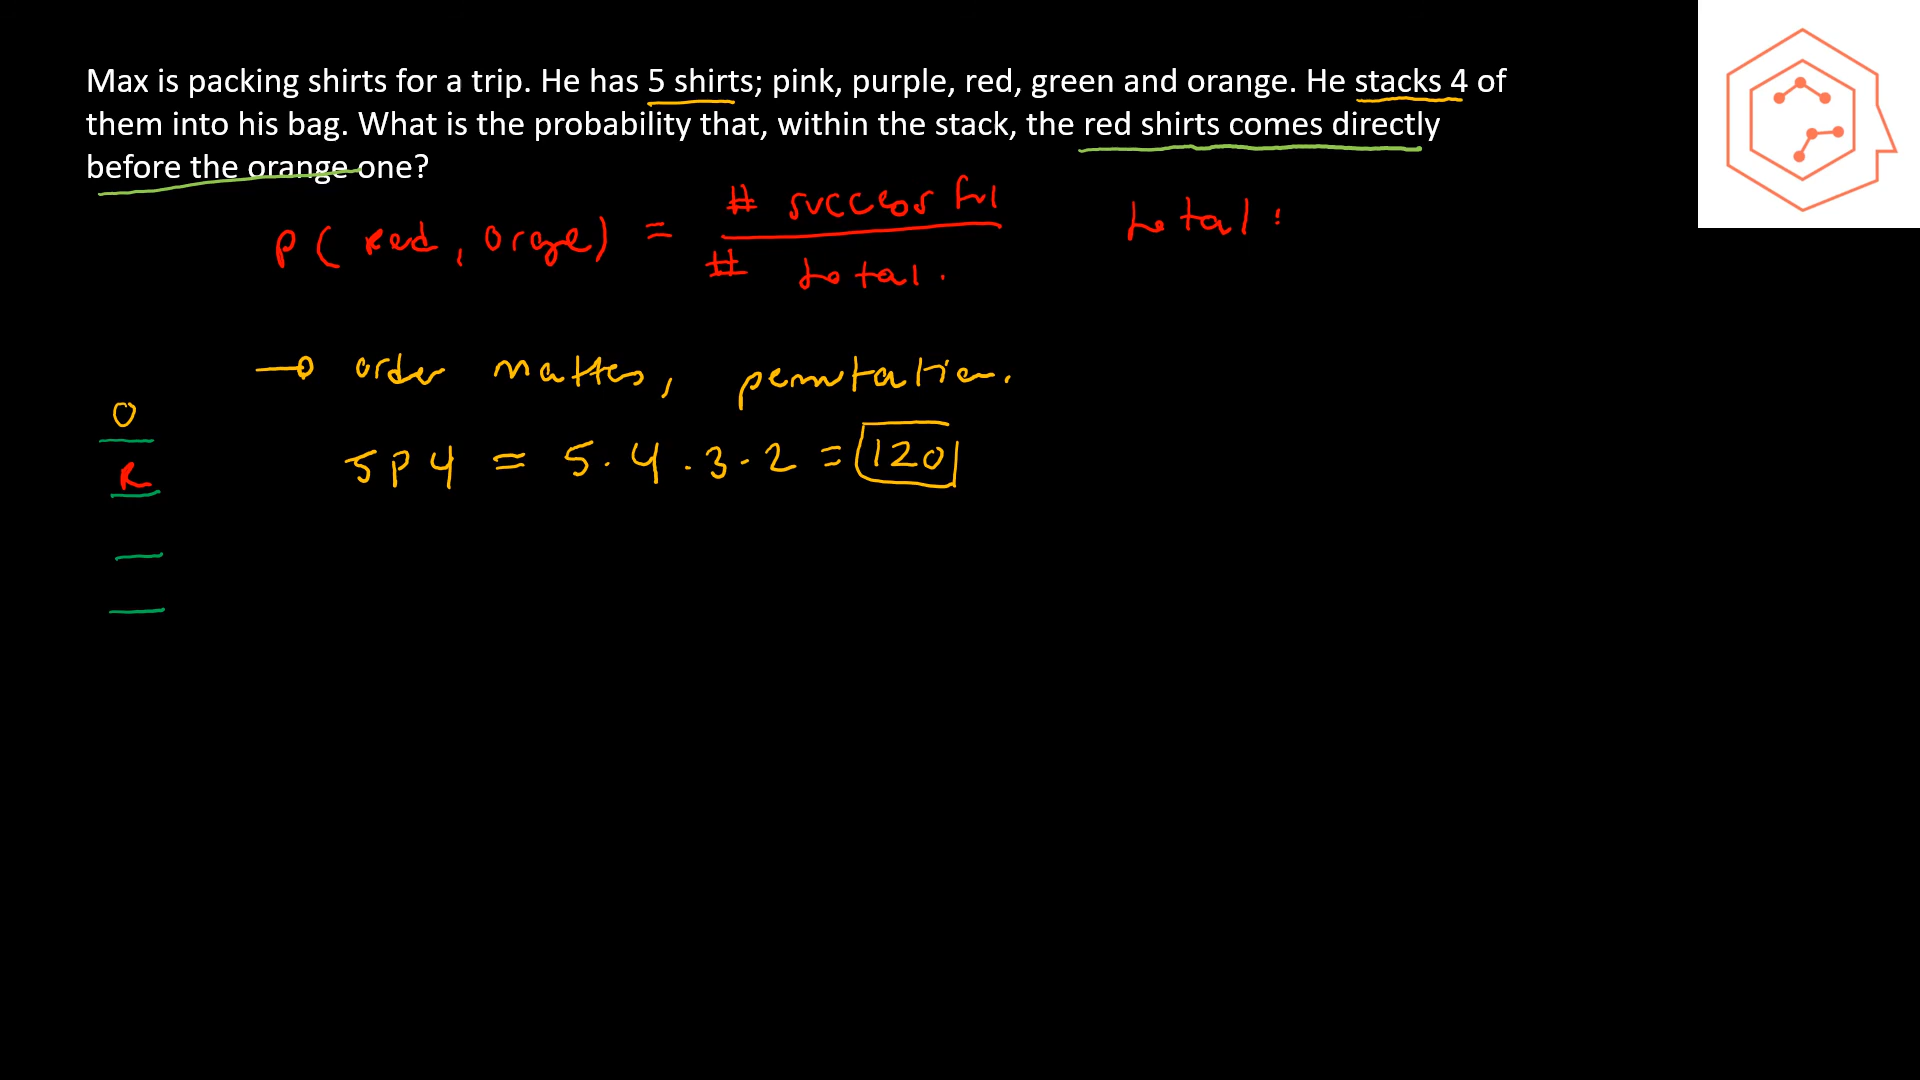 Max is packing shirts for a trip. He has 5 shirts; pink, purple, red, green and orange. He stacks 4 of
them into his bag. What is the probability that, within the stack, the red shirts comes directly
before the orange one?
P( red, orage) = # successful / # total.
total:
→ order matters, permutation.
5P4 = 5.4.3.2 = 120
O
R